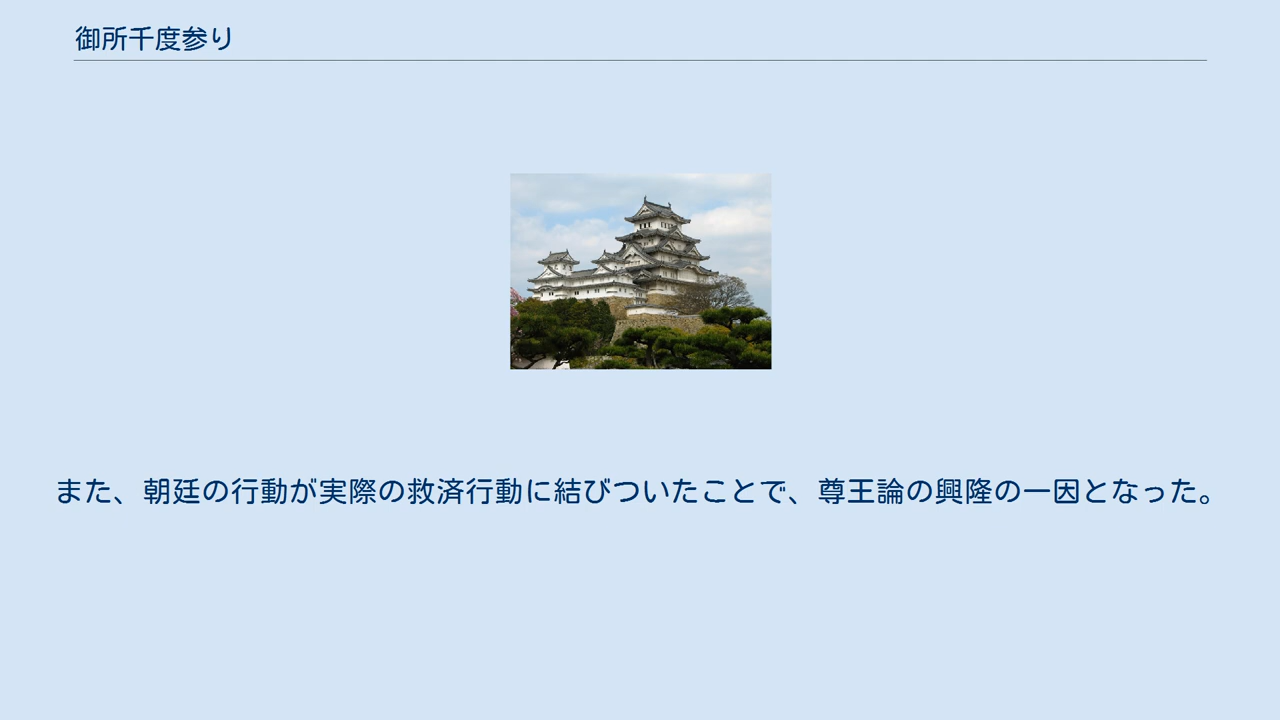 御所千度参り
また、朝廷の行動が実際の救済行動に結びついたことで、尊王論の興隆の一因となった。